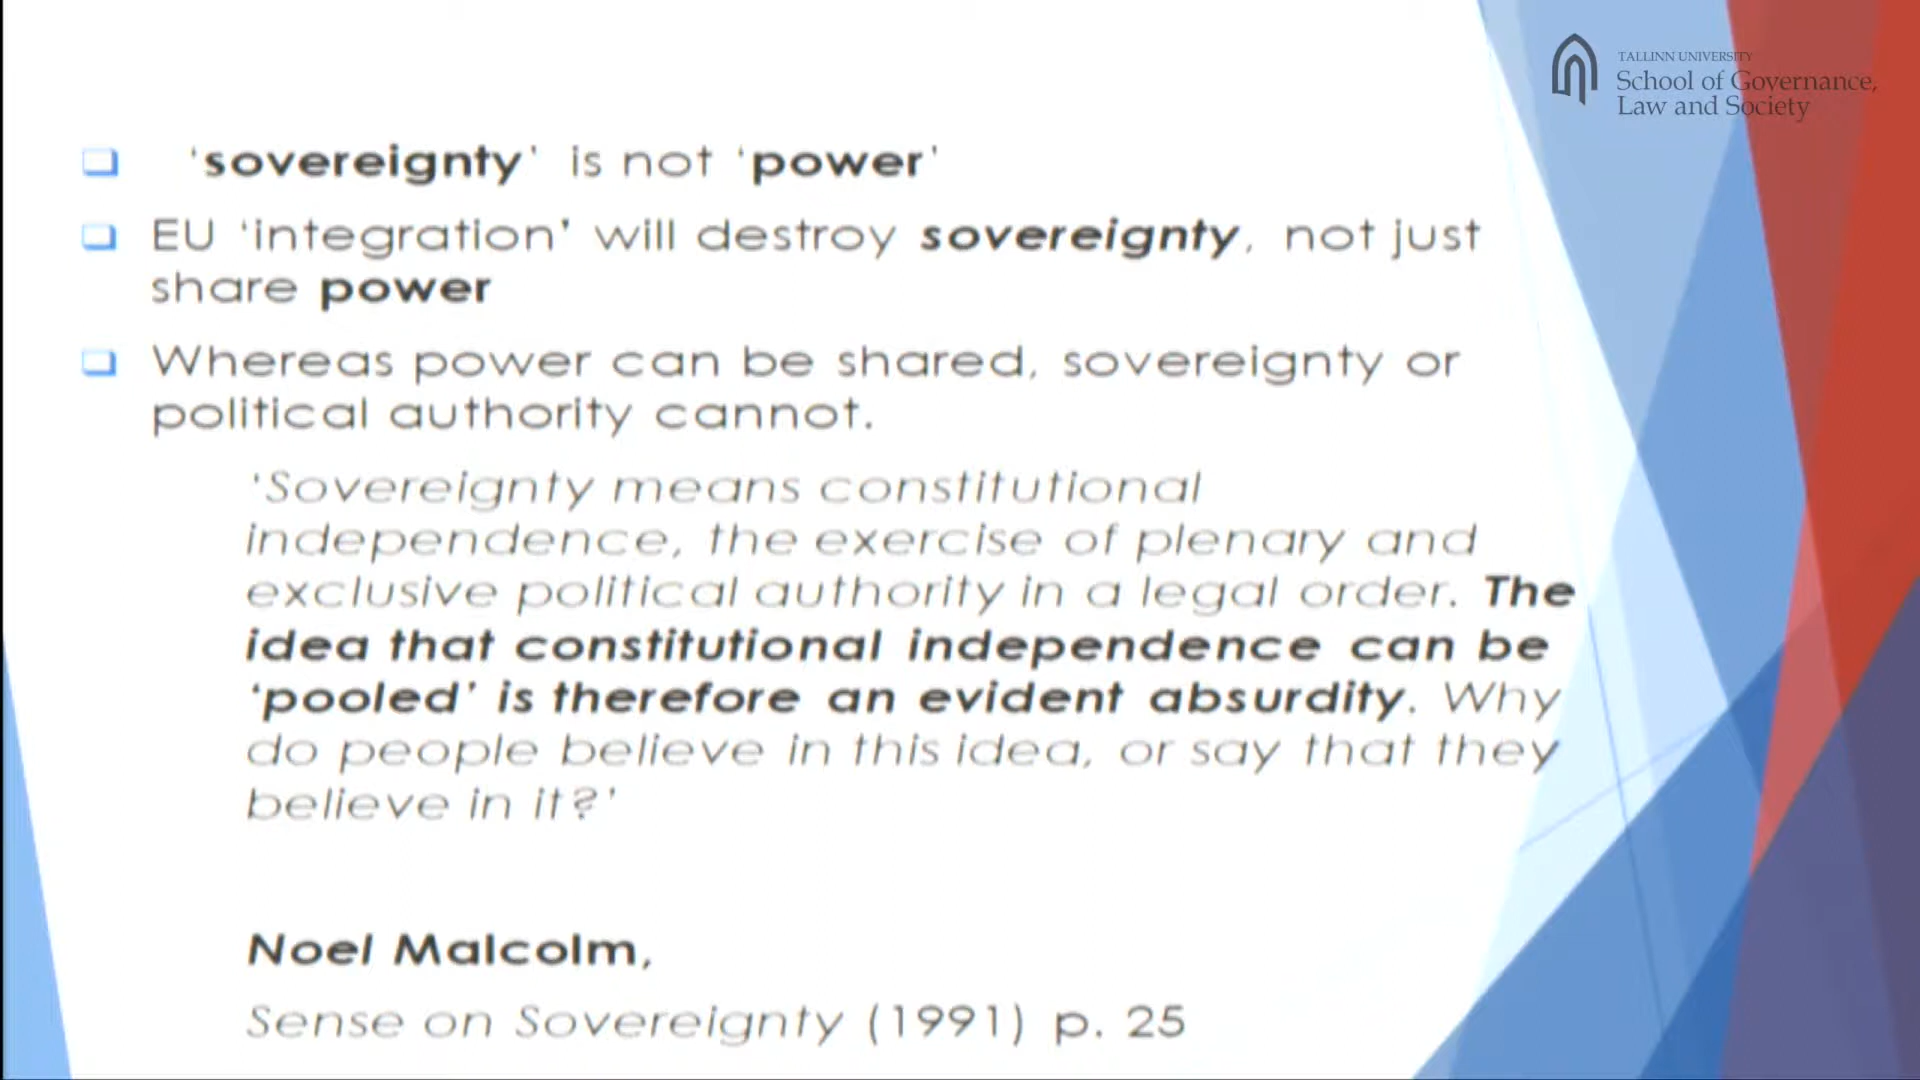 TALLINN UNIVERSITY
School of Governance,
Law and Society
‘sovereignty’ is not ‘power’
EU ‘integration’ will destroy sovereignty, not just
share power
Whereas power can be shared, sovereignty or
political authority cannot.
‘Sovereignty means constitutional
independence, the exercise of plenary and
exclusive political authority in a legal order. The
idea that constitutional independence can be
‘pooled’ is therefore an evident absurdity. Why
do people believe in this idea, or say that they
believe in it?’
Noel Malcolm,
Sense on Sovereignty (1991) p. 25